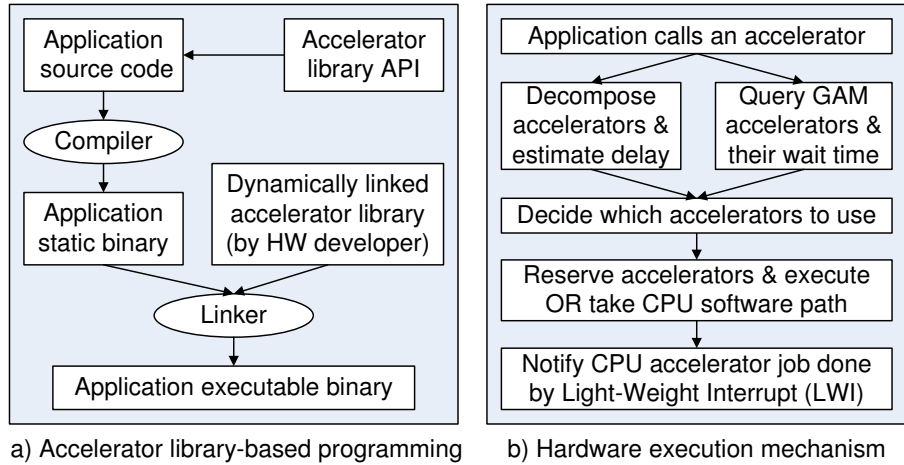 Application
source code
Accelerator
library API
Compiler
Application
static binary
Dynamically linked
accelerator library
(by HW developer)
Linker
Application executable binary
a) Accelerator library-based programming
Application calls an accelerator
Decompose
accelerators &
estimate delay
Query GAM
accelerators &
their wait time
Decide which accelerators to use
Reserve accelerators & execute
OR take CPU software path
Notify CPU accelerator job done
by Light-Weight Interrupt (LWI)
b) Hardware execution mechanism